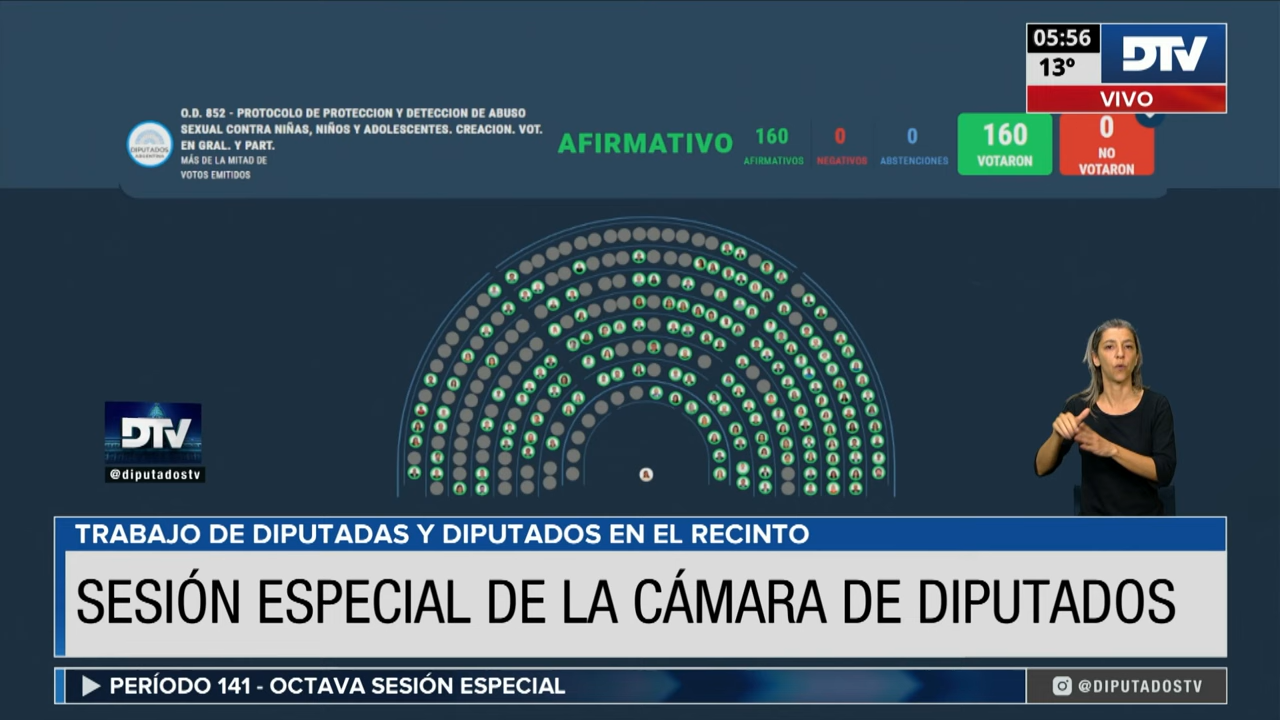 05:56
13º
DTV
VIVO
O.D. 852 - PROTOCOLO DE PROTECCION Y DETECCION DE ABUSO
SEXUAL CONTRA NIÑAS, NIÑOS Y ADOLESCENTES. CREACION. VOT.
EN GRAL. Y PART.
MÁS DE LA MITAD DE
VOTOS EMITIDOS
DIPUTADOS
ARGENTINA
AFIRMATIVO
160
AFIRMATIVOS
0
NEGATIVOS
0
ABSTENCIONES
160
VOTARON
0
NO
VOTARON
DTV
@diputadostv
TRABAJO DE DIPUTADAS Y DIPUTADOS EN EL RECINTO
SESIÓN ESPECIAL DE LA CÁMARA DE DIPUTADOS
PERÍODO 141 - OCTAVA SESIÓN ESPECIAL
@DIPUTADOSTV